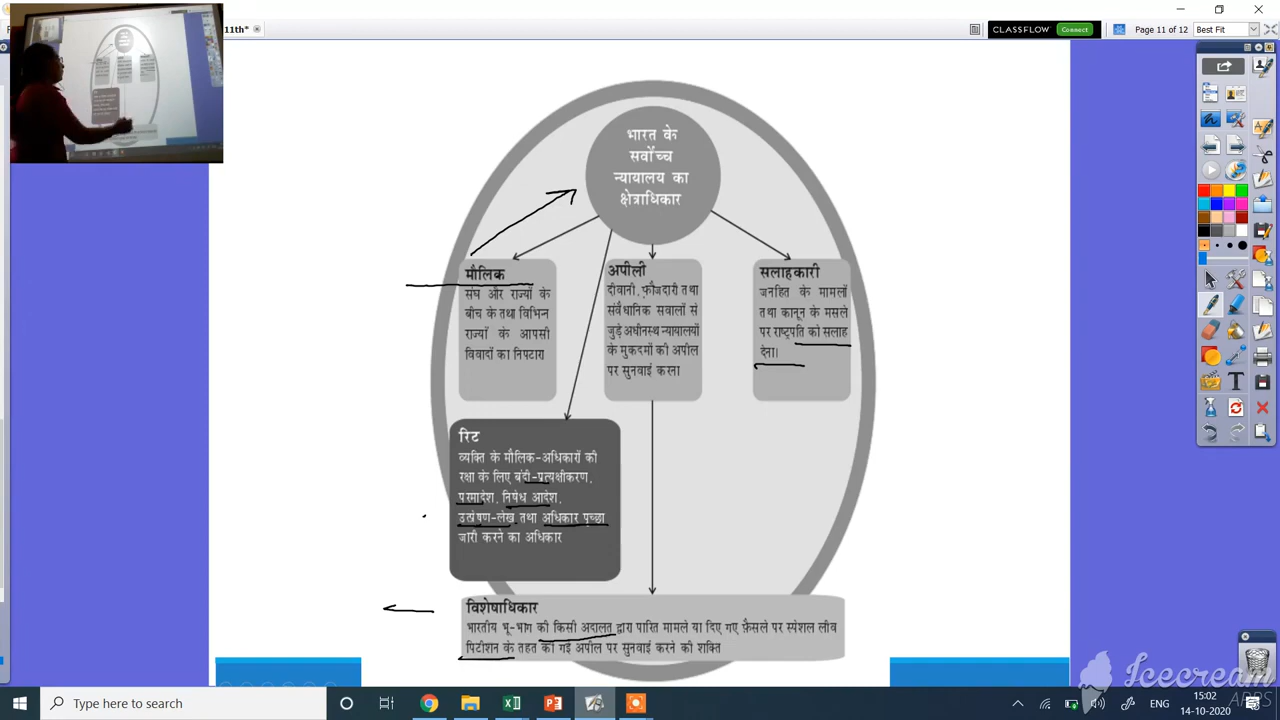 11th*
CLASSFLOW
Connect
Page 11 of 12
Best Fit
भारत के
सर्वोच्च
न्यायालय का
क्षेत्राधिकार
मौलिक
संघ और राज्यों के
बीच के तथा विभिन्न
राज्यों के आपसी
विवादों का निपटारा
अपीली
दीवानी, फ़ौजदारी तथा
संवैधानिक सवालों से
जुड़े अधीनस्थ न्यायालयों
के मुकदमों की अपील
पर सुनवाई करना
सलाहकारी
जनहित के मामलों
तथा कानून के मसले
पर राष्ट्रपति को सलाह
देना।
रिट
व्यक्ति के मौलिक-अधिकारों की
रक्षा के लिए बंदी-प्रत्यक्षीकरण,
परमादेश, निषेध आदेश,
उत्प्रेषण-लेख तथा अधिकार पृच्छा
जारी करने का अधिकार
विशेषाधिकार
भारतीय भू-भाग की किसी अदालत द्वारा पारित मामले या दिए गए फ़ैसले पर स्पेशल लीव
पिटीशन के तहत की गई अपील पर सुनवाई करने की शक्ति
Icecream
APPS
Type here to search
ENG
15:02
14-10-2020